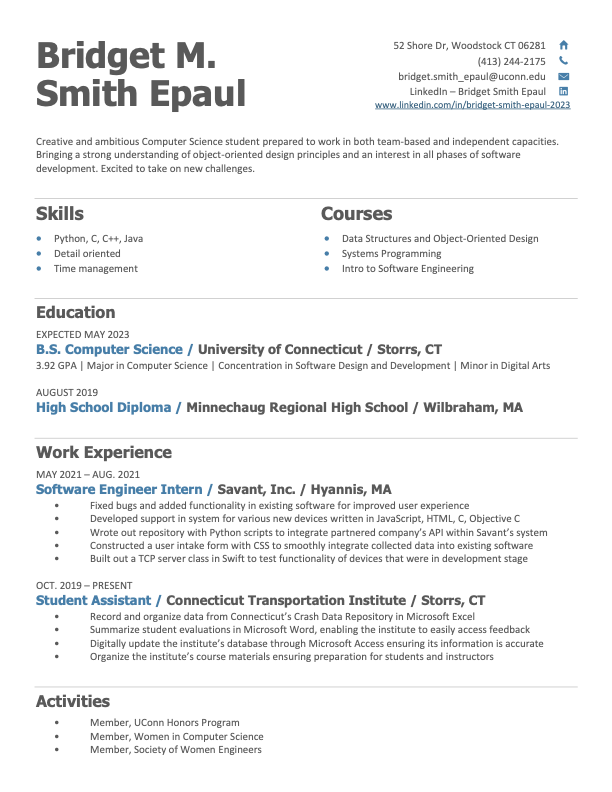 Bridget M.
Smith Epaul
52 Shore Dr, Woodstock CT 06281
(413) 244-2175
bridget.smith_epaul@uconn.edu
LinkedIn – Bridget Smith Epaul
www.linkedin.com/in/bridget-smith-epaul-2023
Creative and ambitious Computer Science student prepared to work in both team-based and independent capacities.
Bringing a strong understanding of object-oriented design principles and an interest in all phases of software
development. Excited to take on new challenges.
Skills
• Python, C, C++, Java
• Detail oriented
• Time management
Courses
• Data Structures and Object-Oriented Design
• Systems Programming
• Intro to Software Engineering
Education
EXPECTED MAY 2023
B.S. Computer Science / University of Connecticut / Storrs, CT
3.92 GPA | Major in Computer Science | Concentration in Software Design and Development | Minor in Digital Arts
AUGUST 2019
High School Diploma / Minnechaug Regional High School / Wilbraham, MA
Work Experience
MAY 2021 – AUG. 2021
Software Engineer Intern / Savant, Inc. / Hyannis, MA
• Fixed bugs and added functionality in existing software for improved user experience
• Developed support in system for various new devices written in JavaScript, HTML, C, Objective C
• Wrote out repository with Python scripts to integrate partnered company's API within Savant's system
• Constructed a user intake form with CSS to smoothly integrate collected data into existing software
• Built out a TCP server class in Swift to test functionality of devices that were in development stage
OCT. 2019 – PRESENT
Student Assistant / Connecticut Transportation Institute / Storrs, CT
• Record and organize data from Connecticut's Crash Data Repository in Microsoft Excel
• Summarize student evaluations in Microsoft Word, enabling the institute to easily access feedback
• Digitally update the institute's database through Microsoft Access ensuring its information is accurate
• Organize the institute's course materials ensuring preparation for students and instructors
Activities
• Member, UConn Honors Program
• Member, Women in Computer Science
• Member, Society of Women Engineers